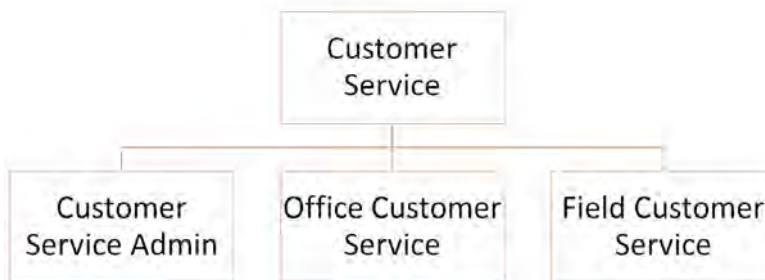 Customer
Service
Customer
Service Admin
Office Customer
Service
Field Customer
Service